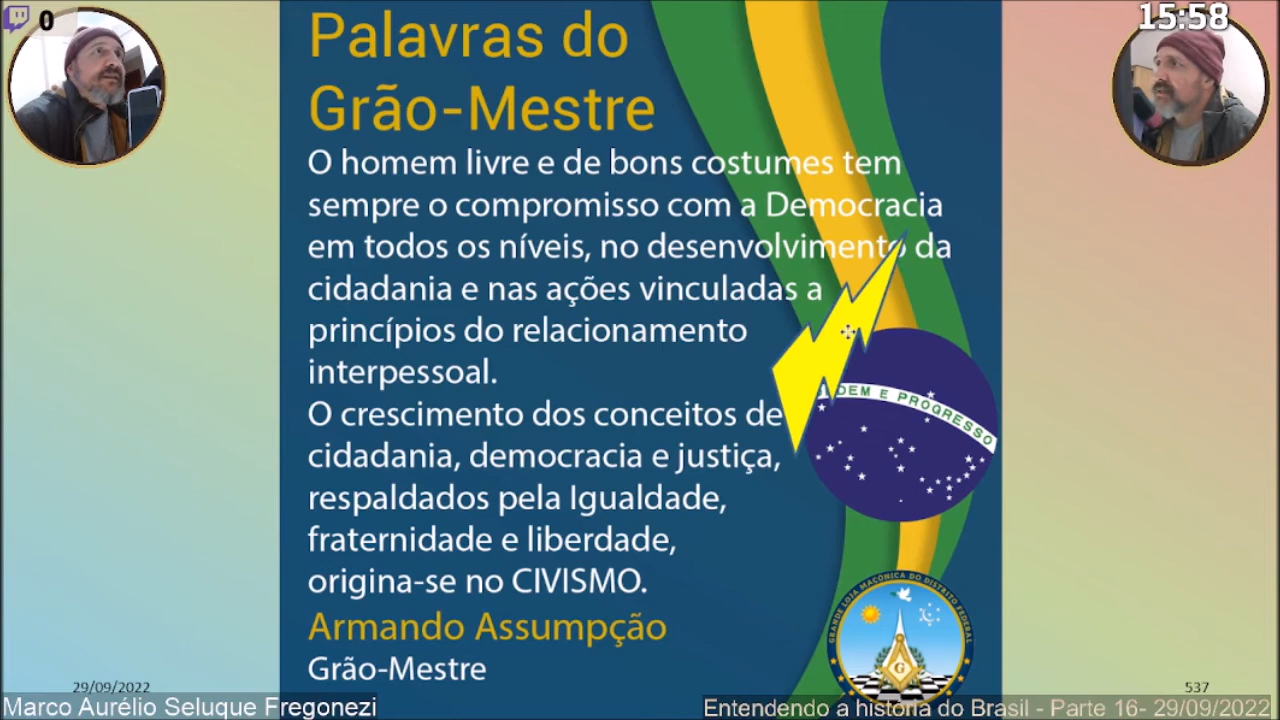 0
15:58
Palavras do
Grão-Mestre
O homem livre e de bons costumes tem
sempre o compromisso com a Democracia
em todos os níveis, no desenvolvimento da
cidadania e nas ações vinculadas a
princípios do relacionamento
interpessoal.
O crescimento dos conceitos de
cidadania, democracia e justiça,
respaldados pela Igualdade,
fraternidade e liberdade,
origina-se no CIVISMO.
Armando Assumpção
Grão-Mestre
DEM E PROGRESSO
GRANDE LOJA MAÇÔNICA DO DISTRITO FEDERAL
G
29/09/2022
537
Marco Aurélio Seluque Fregonezi
Entendendo a historia do Brasil - Parte 16- 29/09/2022